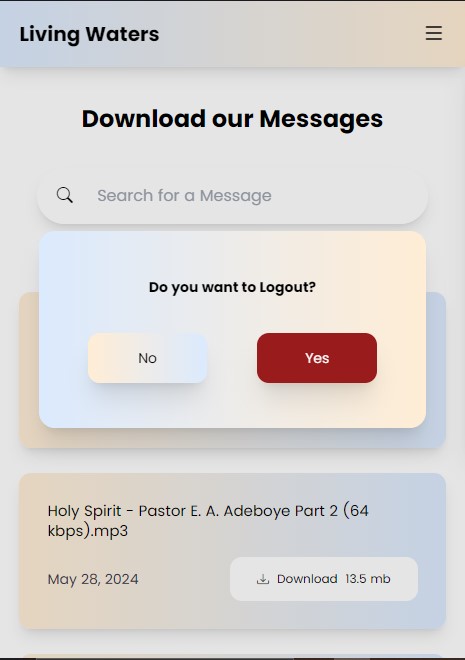 Living Waters
Download our Messages
Search for a Message
Do you want to Logout?
No
Yes
Holy Spirit - Pastor E. A. Adeboye Part 2 (64
kbps).mp3
May 28, 2024
Download 13.5 mb